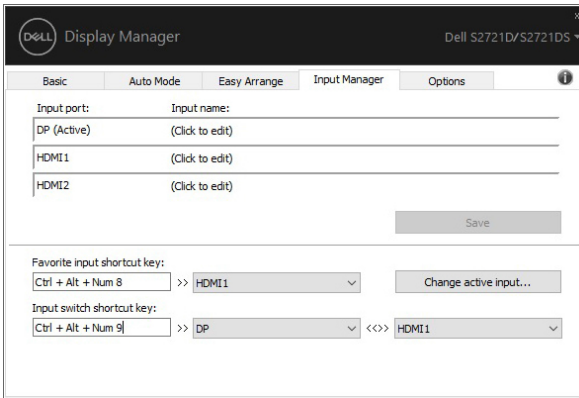 DELL Display Manager Dell S2721D/S2721DS
Basic Auto Mode Easy Arrange Input Manager Options
Input port: Input name:
DP (Active) (Click to edit)
HDMI1 (Click to edit)
HDMI2 (Click to edit)
Save
Favorite input shortcut key:
Ctrl + Alt + Num 8 >> HDMI1 Change active input...
Input switch shortcut key:
Ctrl + Alt + Num 9 >> DP <<>> HDMI1